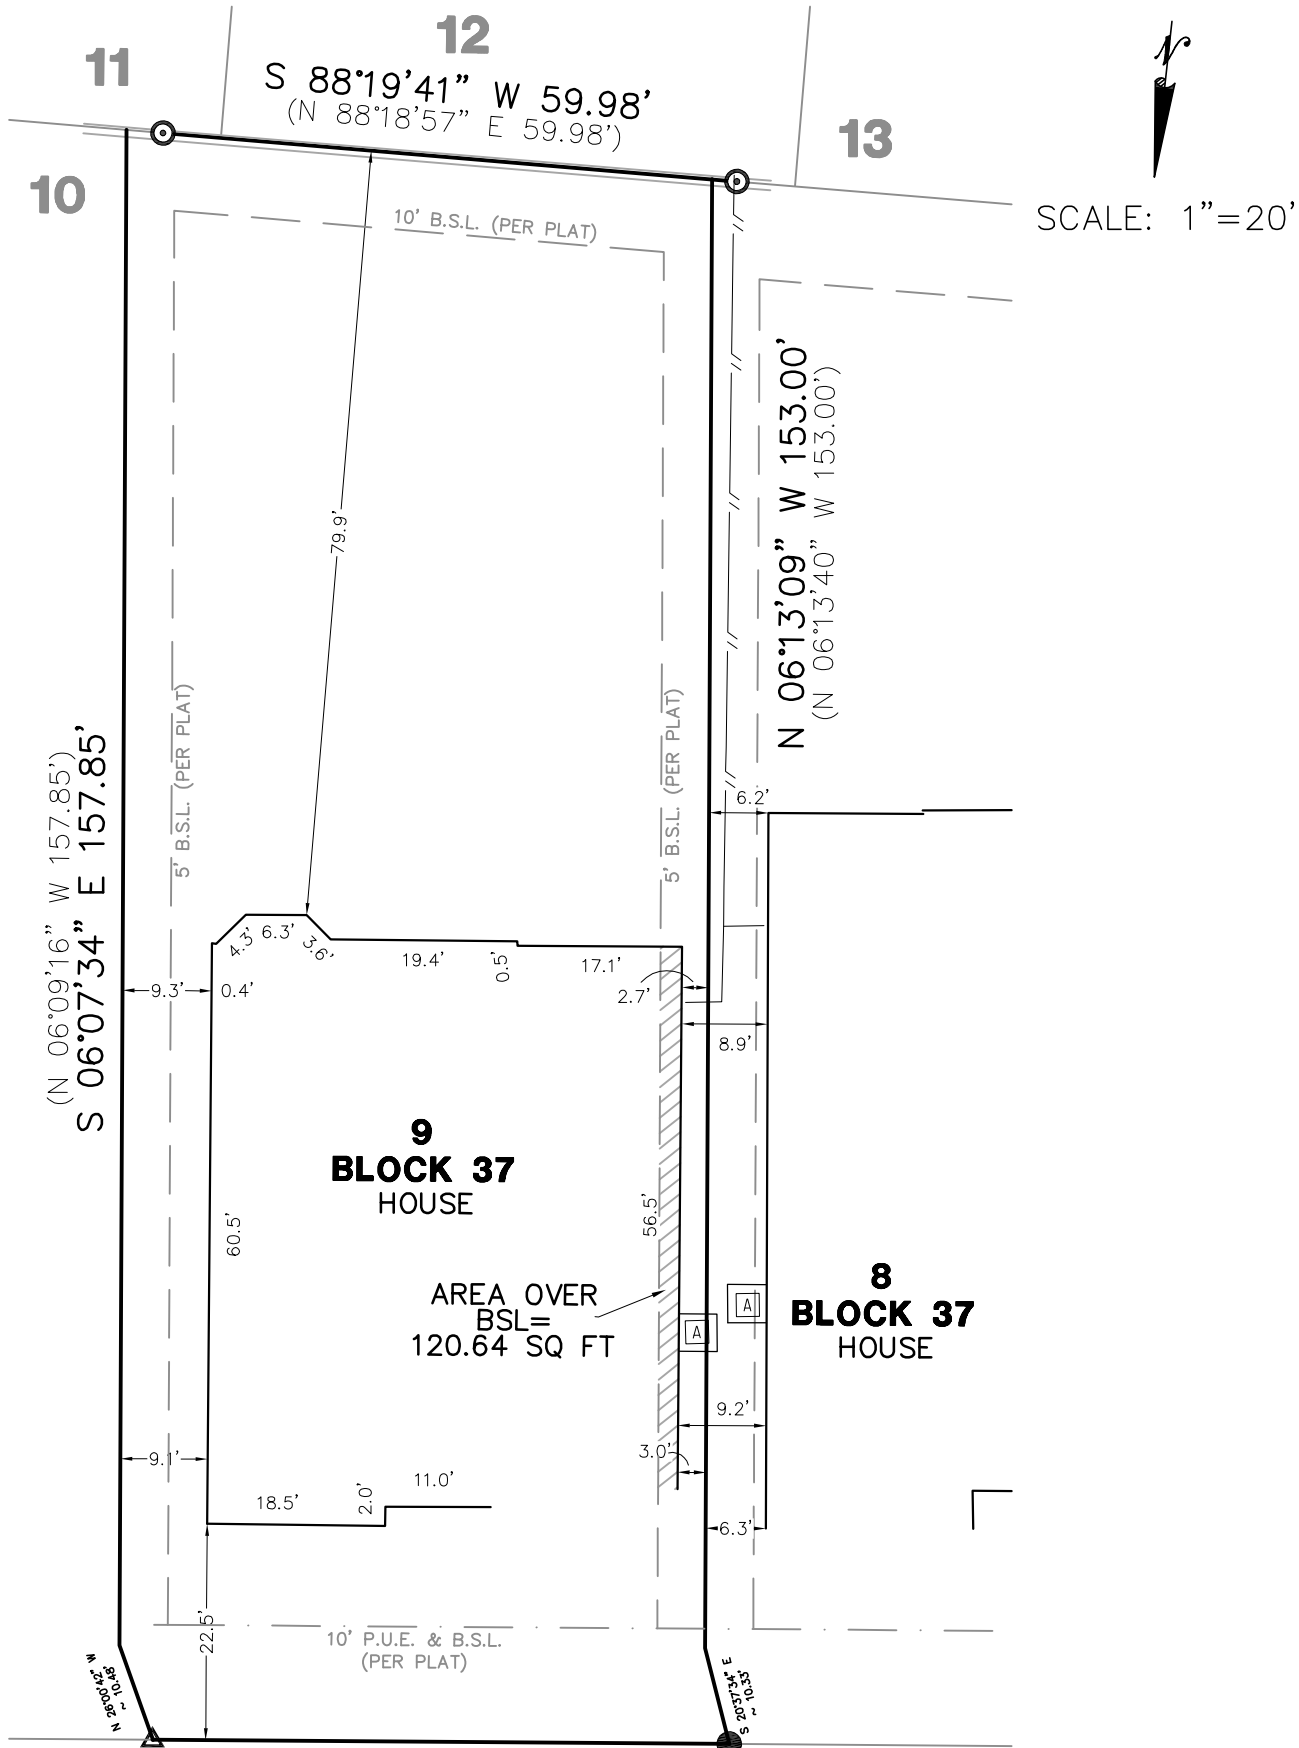 11
12
S 88°19'41" W 59.98'
(N 88°18'57" E 59.98')
13
10
N
SCALE: 1"=20'
10' B.S.L. (PER PLAT)
79.9'
N 06°13'09" W 153.00'
(N 06°13'40" W 153.00')
5' B.S.L. (PER PLAT)
5' B.S.L. (PER PLAT)
(N 06°09'16" W 157.85')
S 06°07'34" E 157.85'
6.2'
4.3'
6.3'
3.6'
19.4'
0.5'
17.1'
9.3'
0.4'
2.7'
8.9'
9
BLOCK 37
HOUSE
60.5'
56.5'
AREA OVER
BSL=
120.64 SQ FT
A
A
8
BLOCK 37
HOUSE
9.2'
3.0'
9.1'
18.5'
2.0'
11.0'
6.3'
22.5'
10' P.U.E. & B.S.L.
(PER PLAT)
N 26°00'42" W
~ 10.48'
S 20°37'34" E
~ 10.33'